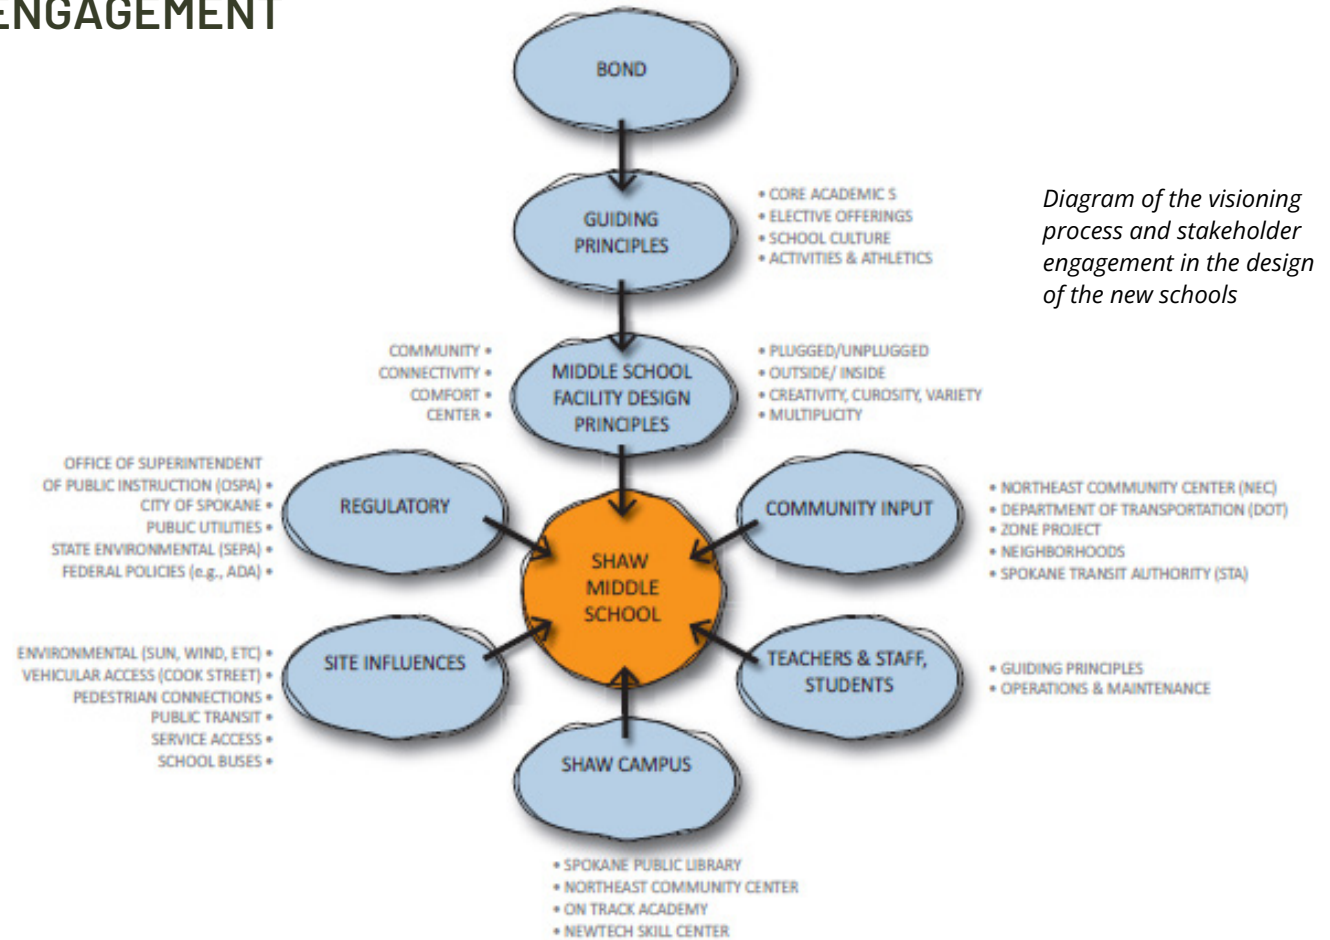 ENGAGEMENT
BOND
GUIDING
PRINCIPLES
• CORE ACADEMIC S
• ELECTIVE OFFERINGS
• SCHOOL CULTURE
• ACTIVITIES & ATHLETICS
Diagram of the visioning
process and stakeholder
engagement in the design
of the new schools
COMMUNITY •
CONNECTIVITY •
COMFORT •
CENTER •
MIDDLE SCHOOL
FACILITY DESIGN
PRINCIPLES
• PLUGGED/UNPLUGGED
• OUTSIDE/ INSIDE
• CREATIVITY, CUROSITY, VARIETY
• MULTIPLICITY
OFFICE OF SUPERINTENDENT
OF PUBLIC INSTRUCTION (OSPA) •
CITY OF SPOKANE •
PUBLIC UTILITIES •
STATE ENVIRONMENTAL (SEPA) •
FEDERAL POLICIES (e.g., ADA) •
REGULATORY
COMMUNITY INPUT
• NORTHEAST COMMUNITY CENTER (NEC)
• DEPARTMENT OF TRANSPORTATION (DOT)
• ZONE PROJECT
• NEIGHBORHOODS
• SPOKANE TRANSIT AUTHORITY (STA)
SHAW
MIDDLE
SCHOOL
ENVIRONMENTAL (SUN, WIND, ETC) •
VEHICULAR ACCESS (COOK STREET) •
PEDESTRIAN CONNECTIONS •
PUBLIC TRANSIT •
SERVICE ACCESS •
SCHOOL BUSES •
SITE INFLUENCES
TEACHERS & STAFF,
STUDENTS
• GUIDING PRINCIPLES
• OPERATIONS & MAINTENANCE
SHAW CAMPUS
• SPOKANE PUBLIC LIBRARY
• NORTHEAST COMMUNITY CENTER
• ON TRACK ACADEMY
• NEWTECH SKILL CENTER